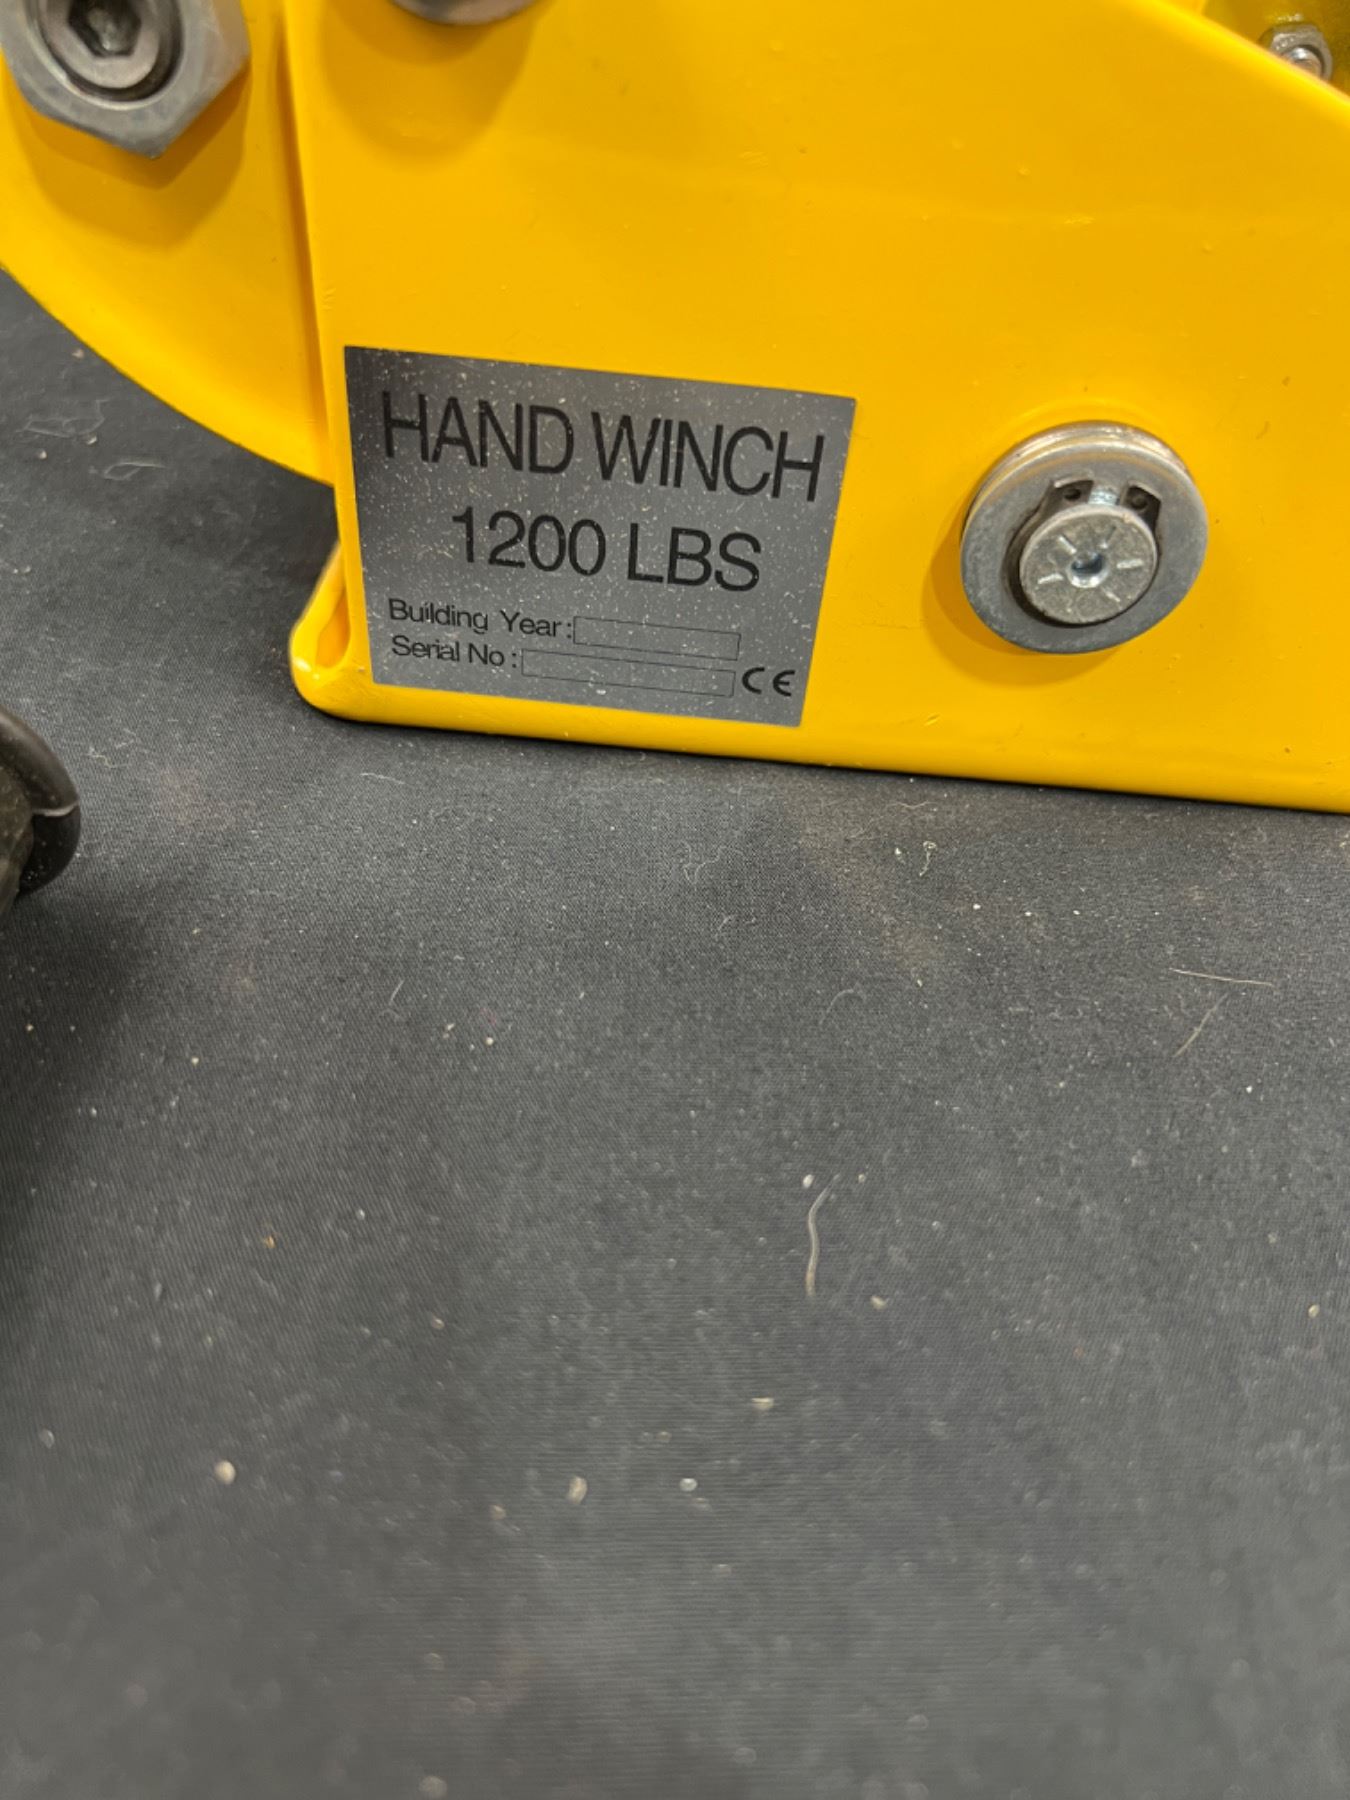 HAND WINCH
1200 LBS
Building Year:
Serial No:
CE